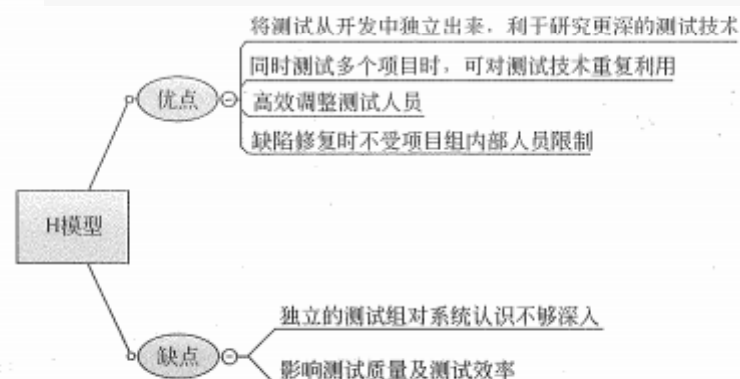 将测试从开发中独立出来，利于研究更深的测试技术
同时测试多个项目时，可对测试技术重复利用
优点
高效调整测试人员
缺陷修复时不受项目组内部人员限制
H模型
独立的测试组对系统认识不够深入
缺点
影响测试质量及测试效率